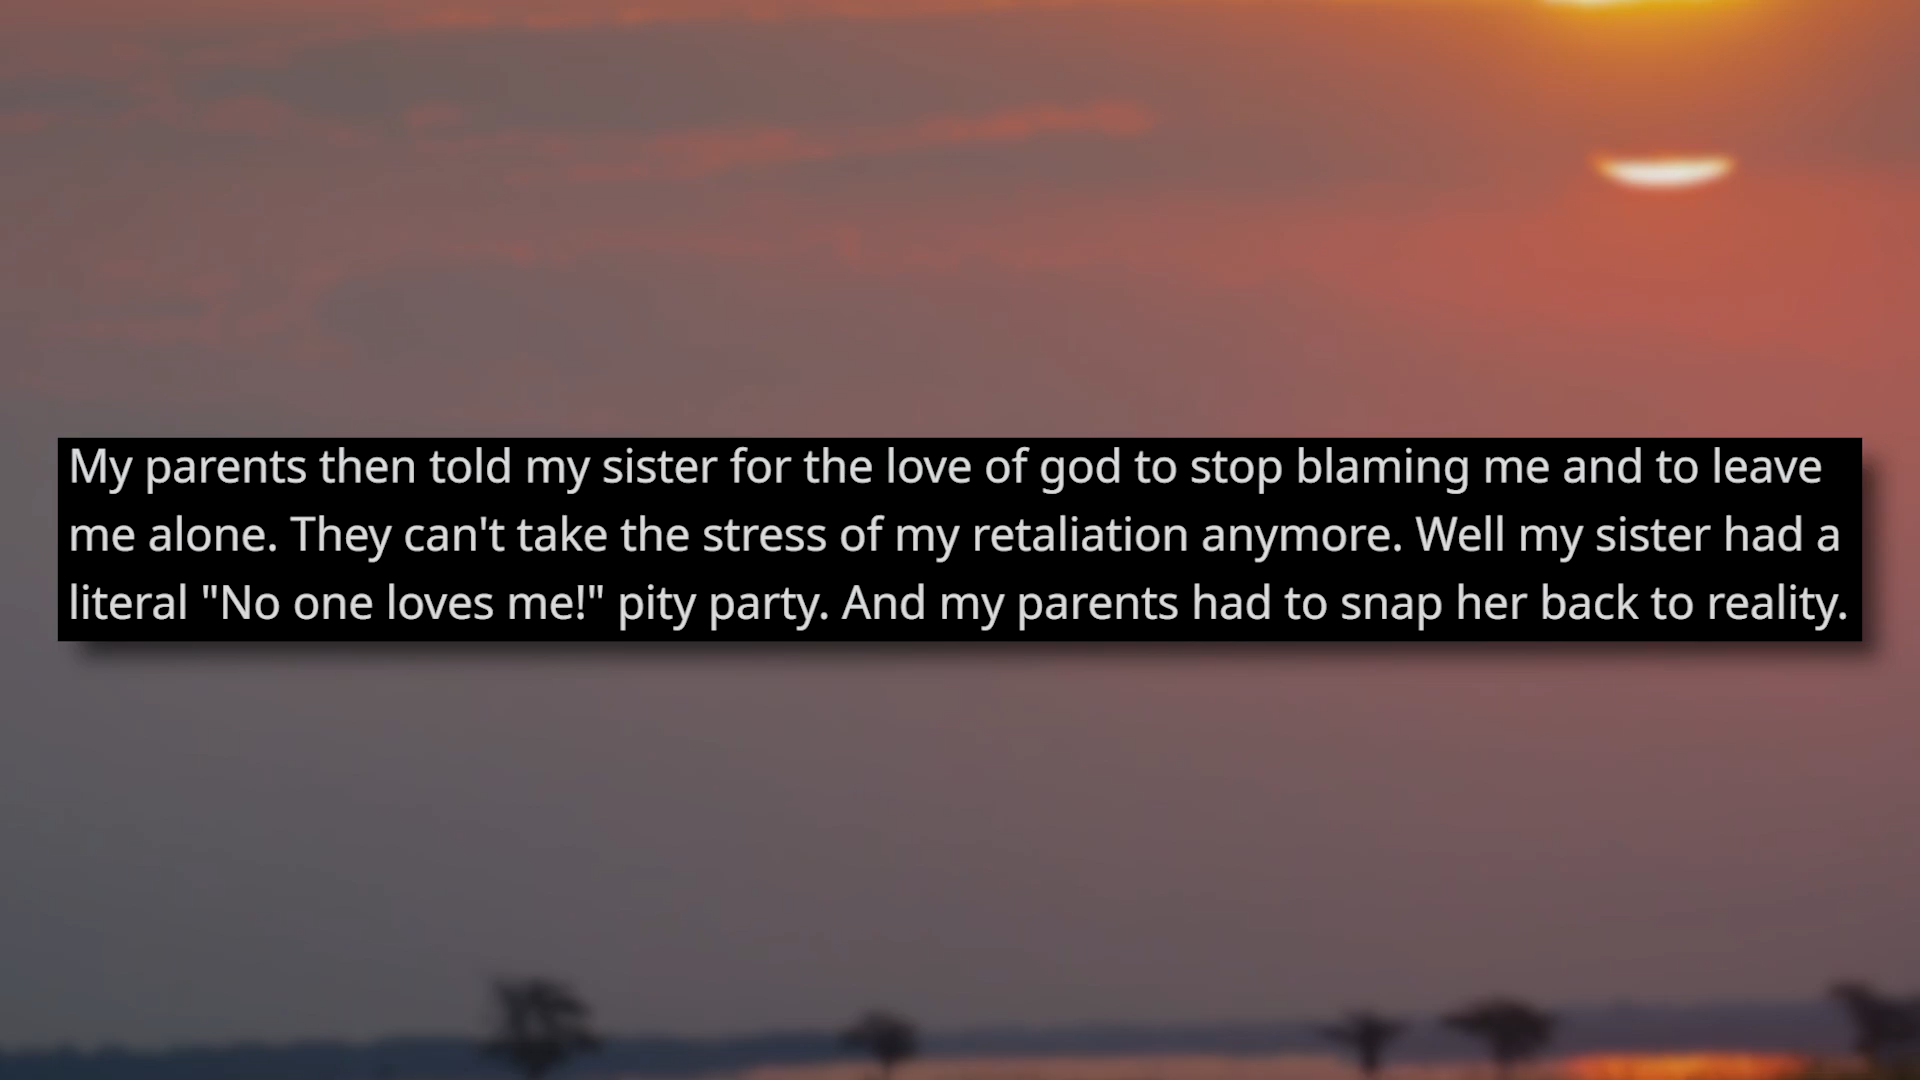 My parents then told my sister for the love of god to stop blaming me and to leave
me alone. They can't take the stress of my retaliation anymore. Well my sister had a
literal "No one loves me!" pity party. And my parents had to snap her back to reality.